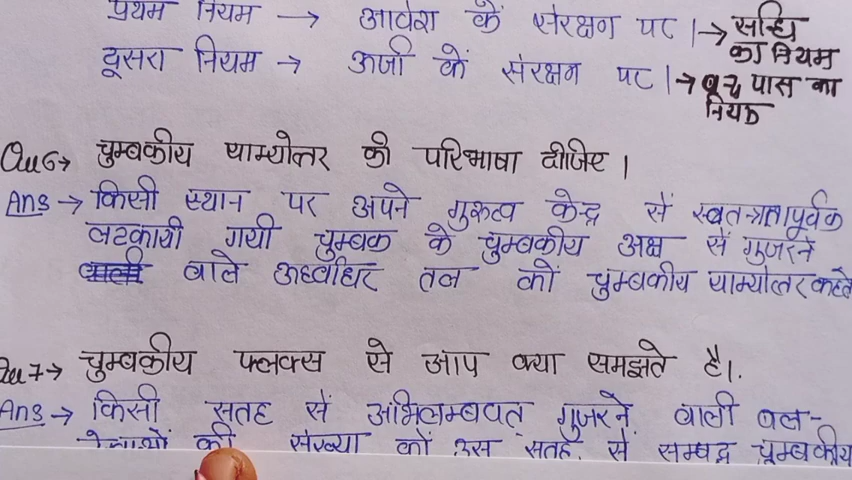 प्रथम नियम → आवेश के संरक्षण पर।→ सन्धि
का नियम
दूसरा नियम → ऊर्जा कें संरक्षण पर।→ पास का
नियम
Qu6→ चुम्बकीय याम्योत्तर की परिभाषा दीजिए।
Ans → किसी स्थान पर अपने गुरुत्व केन्द्र सें स्वतन्त्रतापूर्वक
लटकायी गयी चुम्बक के चुम्बकीय अक्ष सें गुजरने
वाले ऊर्ध्वाधर तल कों चुम्बकीय याम्योत्तर कहते
Qu7→ चुम्बकीय फ्लक्स से आप क्या समझते है।.
Ans → किसी सतह सें अभिलम्बवत् गुजरने वाली बल-
की संख्या कों उस सतह से सम्बद्ध चुम्बकीय